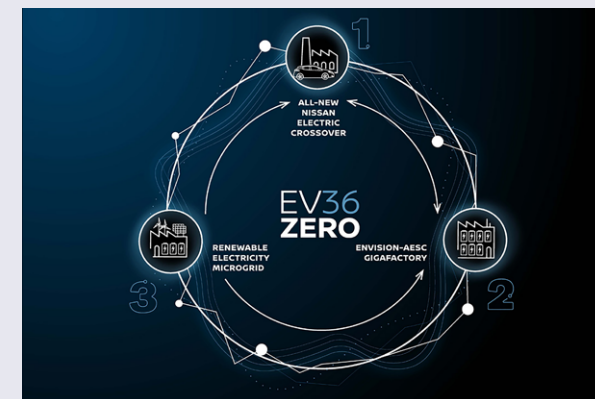 1
ALL-NEW
NISSAN
ELECTRIC
CROSSOVER
EV36
ZERO
RENEWABLE
ELECTRICITY
MICROGRID
ENVISION-AESC
GIGAFACTORY
3
2